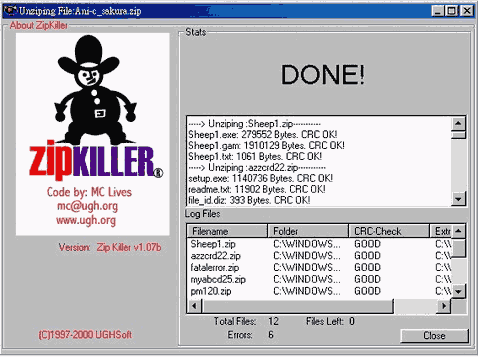 Unziping File:Ani-c_sakura.zip
About ZipKiller
ZipKILLER®
Code by: MC Lives
mc@ugh.org
www.ugh.org
Version: Zip Killer v1.07b
(C)1997-2000 UGHSoft
Stats
DONE!
----> Unziping :Sheep1.zip-----------
Sheep1.exe: 279552 Bytes. CRC OK!
Sheep1.gam: 1910129 Bytes. CRC OK!
Sheep1.txt: 1061 Bytes. CRC OK!
----> Unziping :azzcrd22.zip-----------
setup.exe: 1140736 Bytes. CRC OK!
readme.txt: 11902 Bytes. CRC OK!
file_id.diz: 393 Bytes. CRC OK!
Log Files
Filename Folder CRC-Check Extr
Sheep1.zip C:\WINDOWS... GOOD C:\
azzcrd22.zip C:\WINDOWS... GOOD C:\
fatalerror.zip C:\WINDOWS... GOOD C:\
myabcd25.zip C:\WINDOWS... GOOD C:\
pm120.zip C:\WINDOWS... GOOD C:\
Total Files: 12 Files Left: 0
Errors: 6
Close